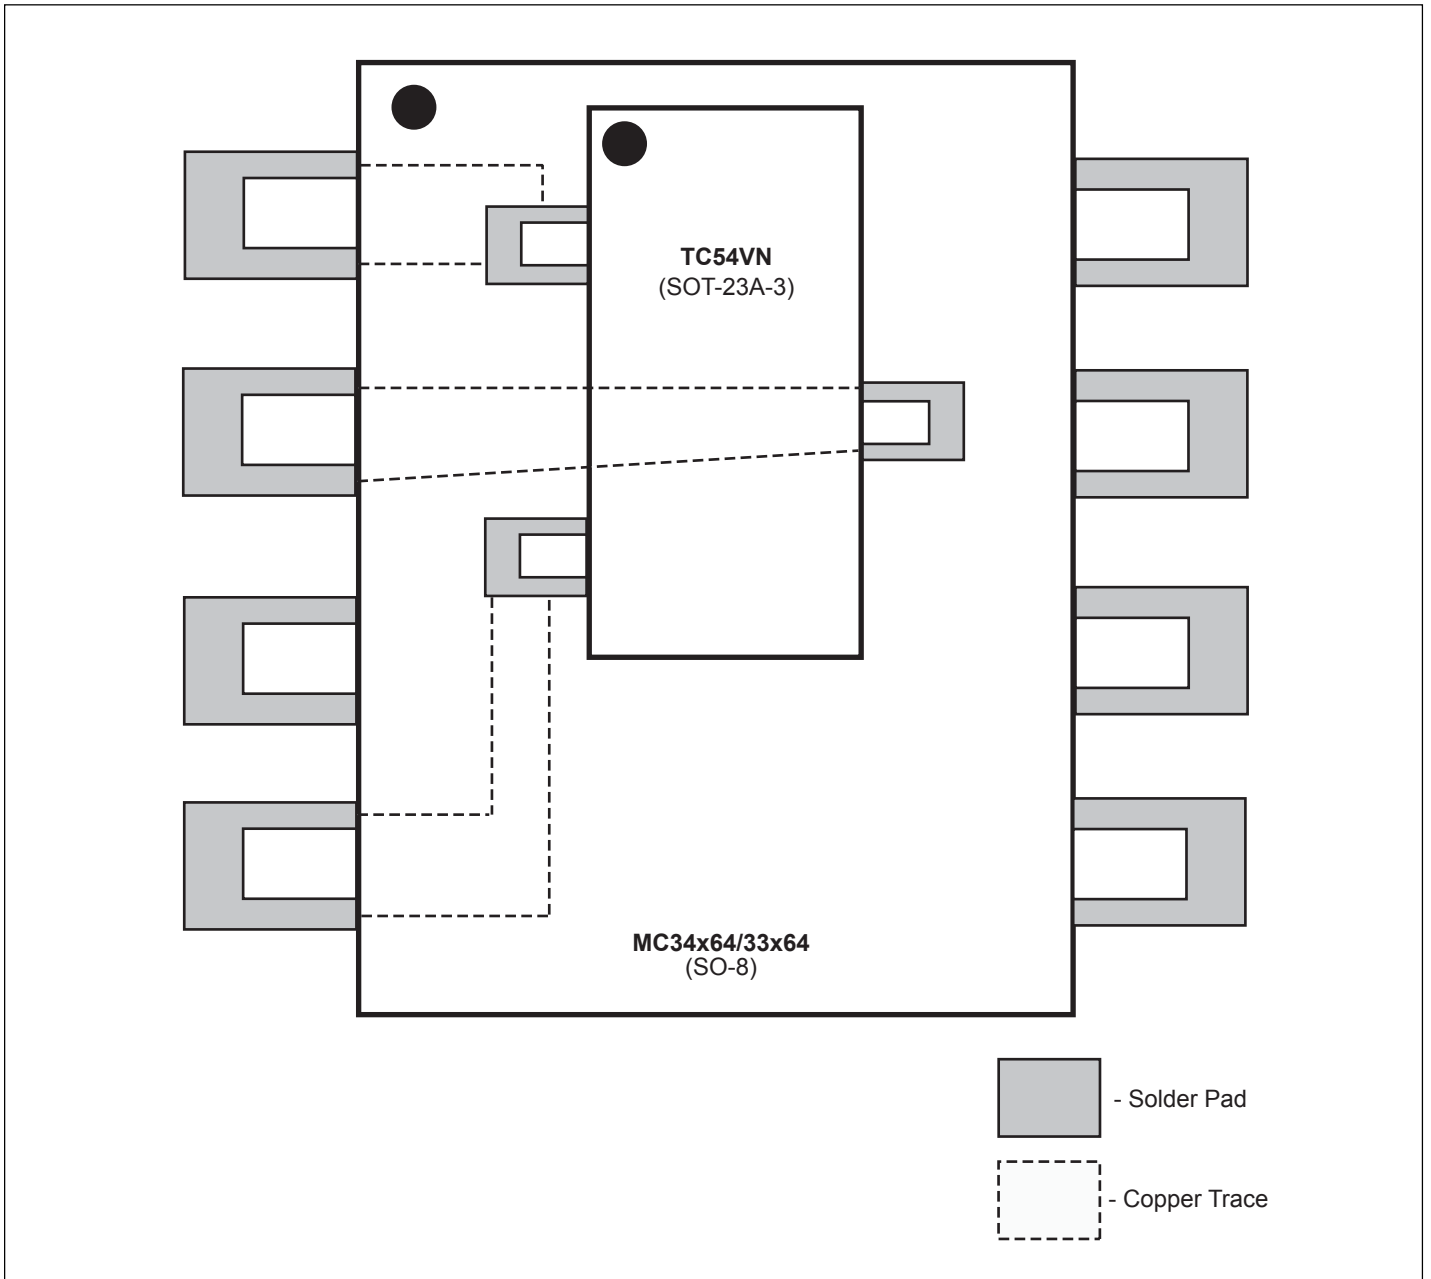 TC54VN
(SOT-23A-3)
MC34x64/33x64
(SO-8)
- Solder Pad
- Copper Trace